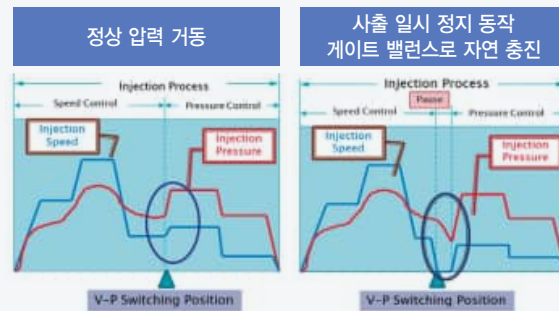 정상 압력 거동
Injection Process
Speed Control
Pressure Control
Injection
Speed
Injection
Pressure
V-P Switching Position
사출 일시 정지 동작
게이트 밸런스로 자연 충진
Injection Process
Pause
Speed Control
Pressure Control
Injection
Speed
Injection
Pressure
V-P Switching Position